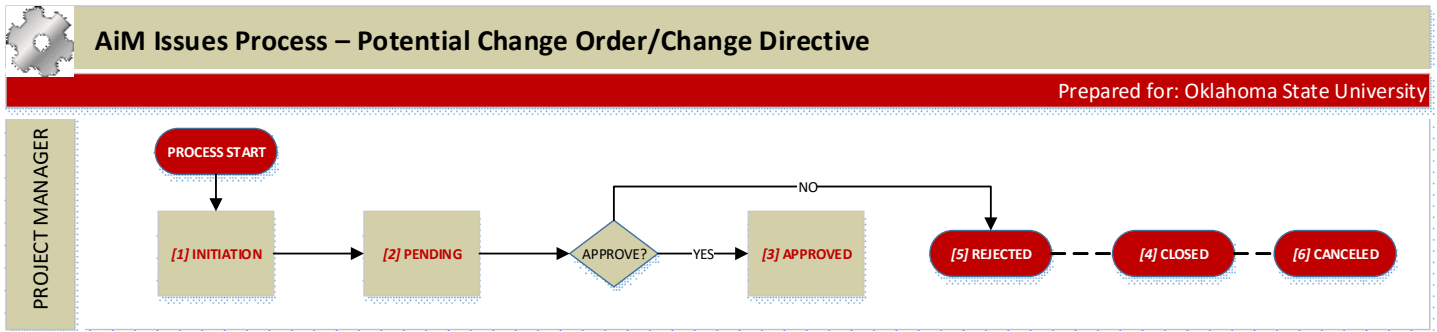 AiM Issues Process – Potential Change Order/Change Directive
Prepared for: Oklahoma State University
PROJECT MANAGER
PROCESS START
NO
[1] INITIATION
[2] PENDING
APPROVE?
YES
[3] APPROVED
[5] REJECTED
[4] CLOSED
[6] CANCELED